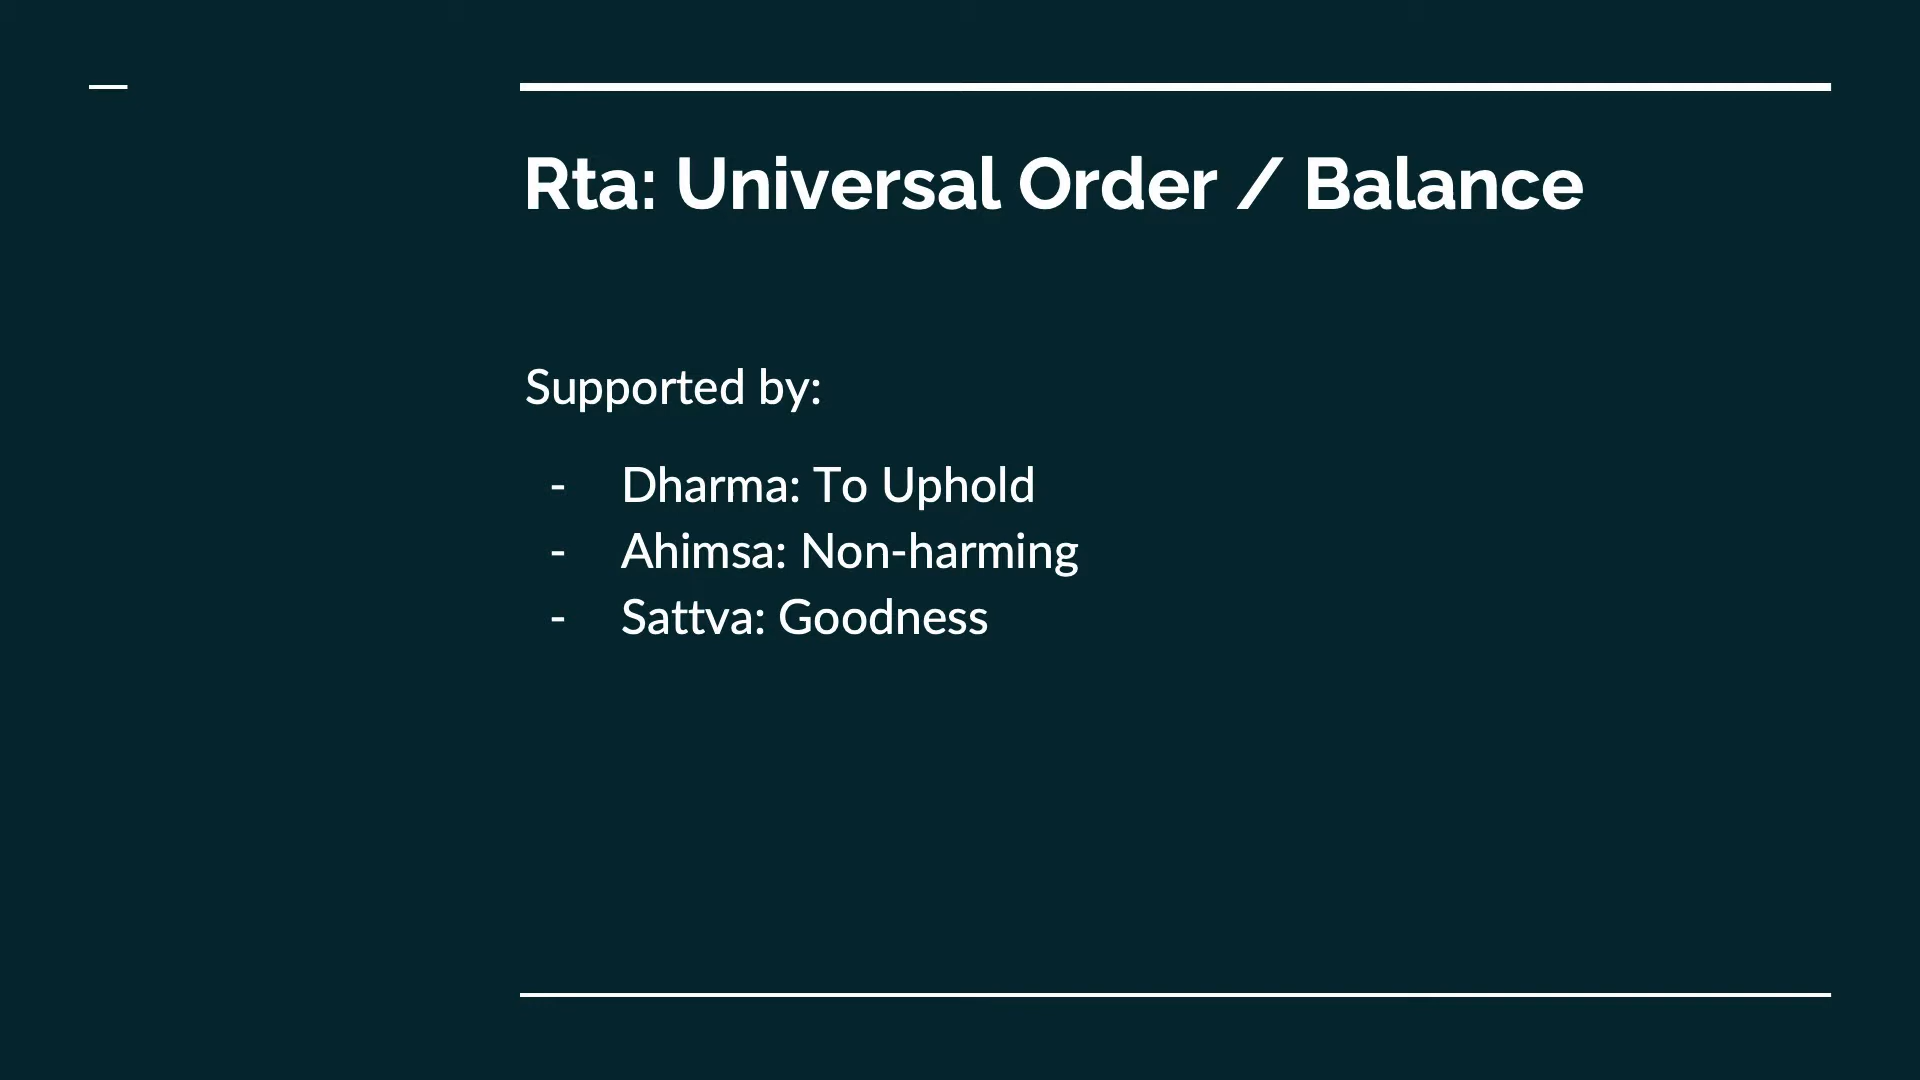 Rta: Universal Order / Balance
Supported by:
- Dharma: To Uphold
- Ahimsa: Non-harming
- Sattva: Goodness